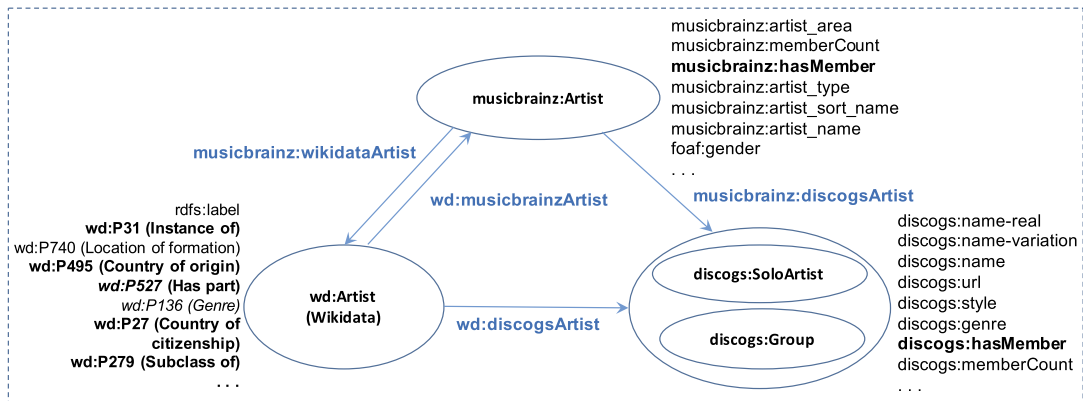 musicbrainz:artist_area
musicbrainz:memberCount
musicbrainz:hasMember
musicbrainz:artist_type
musicbrainz:artist_sort_name
musicbrainz:artist_name
foaf:gender
. . .
musicbrainz:Artist
musicbrainz:wikidataArtist
wd:musicbrainzArtist
musicbrainz:discogsArtist
rdfs:label
wd:P31 (Instance of)
wd:P740 (Location of formation)
wd:P495 (Country of origin)
wd:P527 (Has part)
wd:P136 (Genre)
wd:P27 (Country of
citizenship)
wd:P279 (Subclass of)
. . .
wd:Artist
(Wikidata)
wd:discogsArtist
discogs:SoloArtist
discogs:Group
discogs:name-real
discogs:name-variation
discogs:name
discogs:url
discogs:style
discogs:genre
discogs:hasMember
discogs:memberCount
. . .